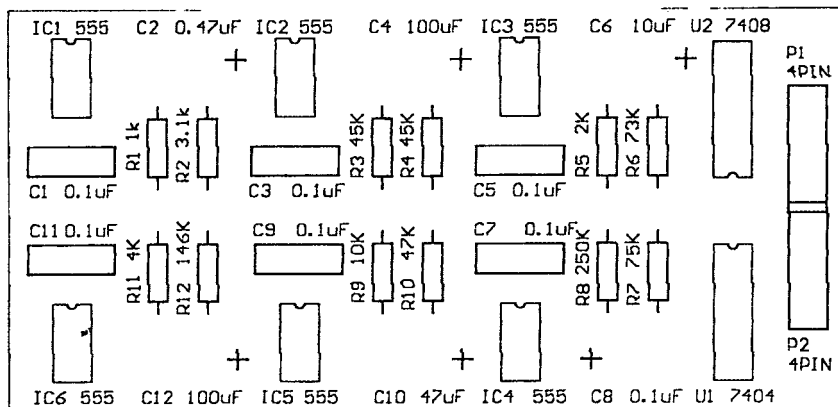 IC1 555 C2 0.47uF IC2 555 C4 100uF IC3 555 C6 10uF U2 7408
P1
4PIN
R1 1k
R2 3.1k
R3 45K
R4 45K
R5 2K
R6 73K
C1 0.1uF C3 0.1uF C5 0.1uF
C11 0.1uF C9 0.1uF C7 0.1uF
R11 4K
R12 146K
R9 10K
R10 47K
R8 250K
R7 75K
P2
4PIN
IC6 555 C12 100uF IC5 555 C10 47uF IC4 555 C8 0.1uF U1 7404